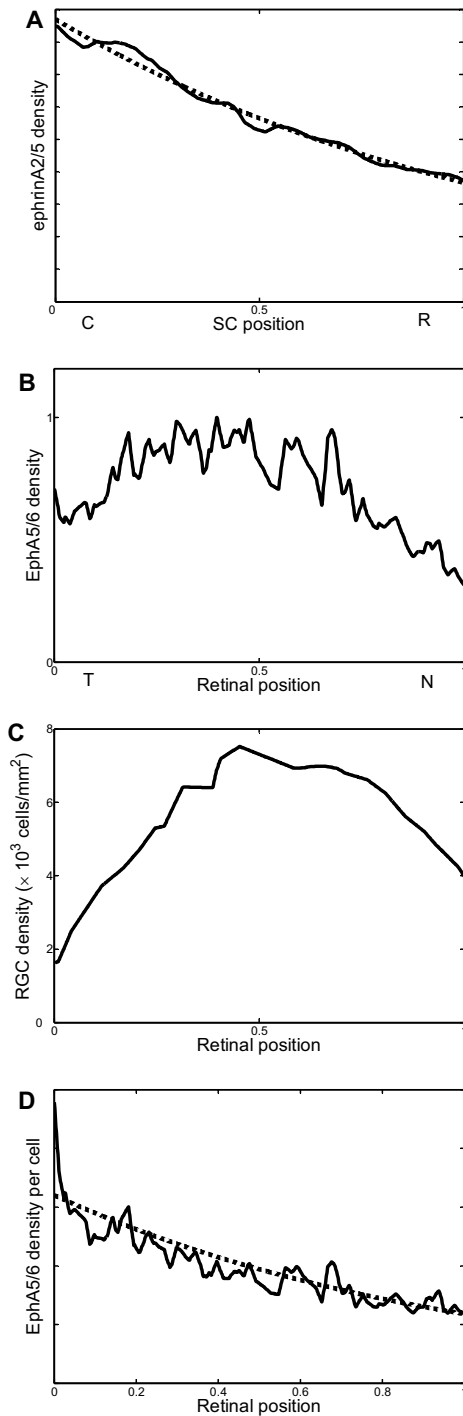 A
ephrinA2/5 density
0
0.5
1
C
SC position
R
B
1
EphA5/6 density
0
0
0.5
T
Retinal position
N
C
8
6
4
2
0
RGC density (× 10³ cells/mm²)
0
0.5
Retinal position
D
EphA5/6 density per cell
0
0.2
0.4
0.6
0.8
1
Retinal position